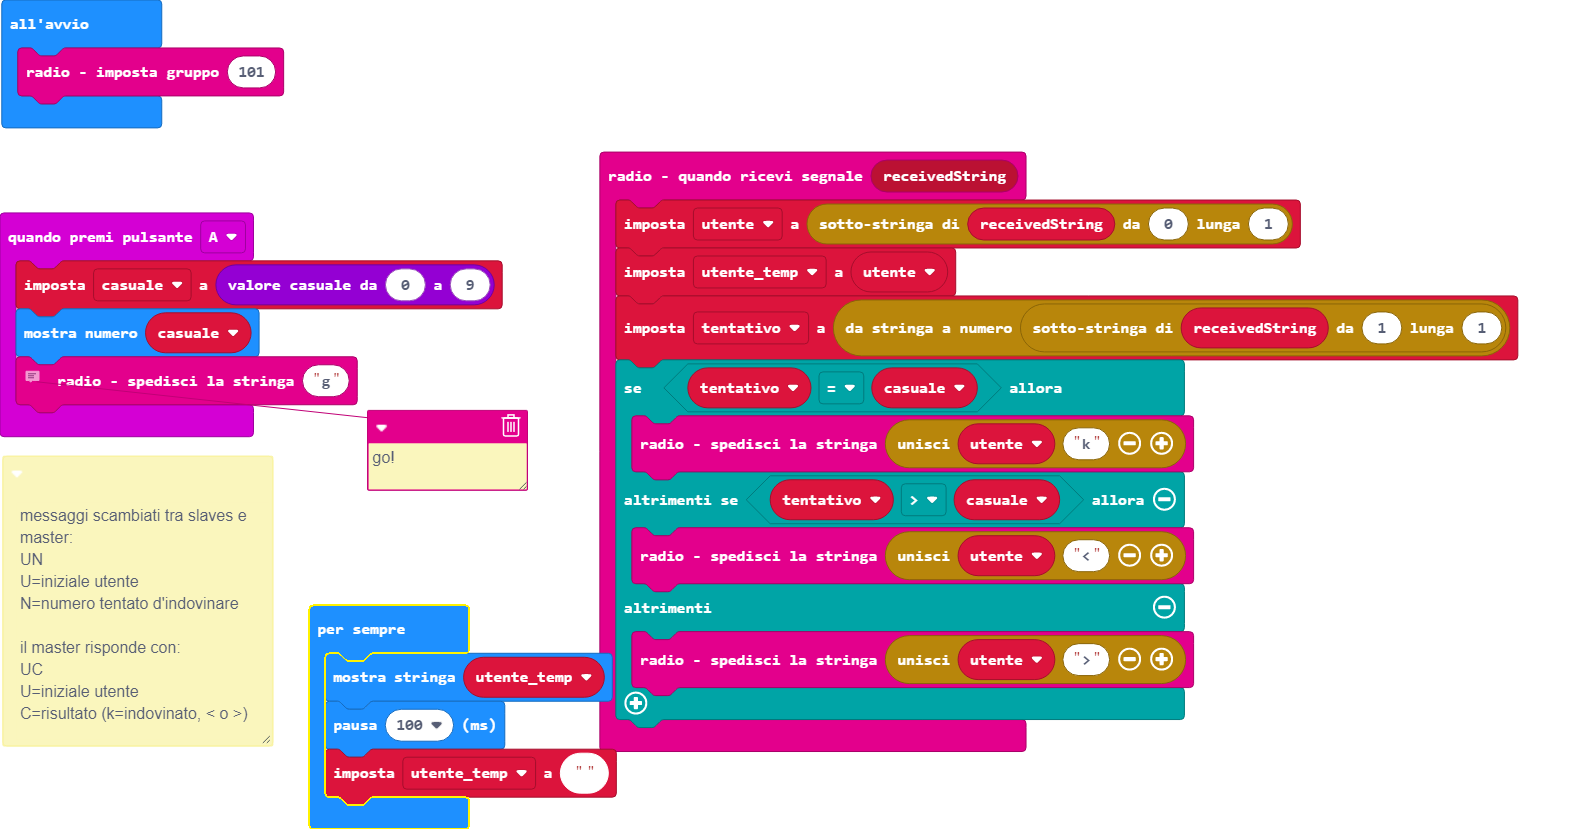 all'avvio
radio - imposta gruppo 101
quando premi pulsante A
imposta casuale a valore casuale da 0 a 9
mostra numero casuale
radio - spedisci la stringa "g"
go!
messaggi scambiati tra slaves e
master:
UN
U=iniziale utente
N=numero tentato d'indovinare
il master risponde con:
UC
U=iniziale utente
C=risultato (k=indovinato, < o >)
per sempre
mostra stringa utente_temp
pausa 100 (ms)
imposta utente_temp a " "
radio - quando ricevi segnale receivedString
imposta utente a sotto-stringa di receivedString da 0 lunga 1
imposta utente_temp a utente
imposta tentativo a da stringa a numero sotto-stringa di receivedString da 1 lunga 1
se tentativo = casuale allora
radio - spedisci la stringa unisci utente "k"
altrimenti se tentativo > casuale allora
radio - spedisci la stringa unisci utente "<"
altrimenti
radio - spedisci la stringa unisci utente ">"